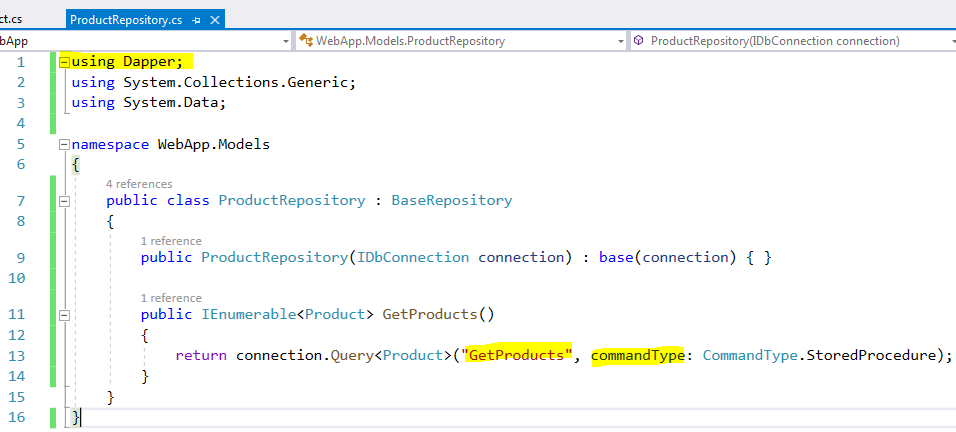 ct.cs
ProductRepository.cs
bApp
WebApp.Models.ProductRepository
ProductRepository(IDbConnection connection)
1 using Dapper;
2 using System.Collections.Generic;
3 using System.Data;
4
5 namespace WebApp.Models
6 {
4 references
7 public class ProductRepository : BaseRepository
8 {
1 reference
9 public ProductRepository(IDbConnection connection) : base(connection) { }
10
1 reference
11 public IEnumerable<Product> GetProducts()
12 {
13 return connection.Query<Product>("GetProducts", commandType: CommandType.StoredProcedure);
14 }
15 }
16 }